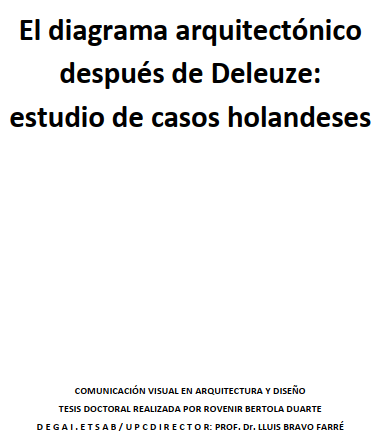 El diagrama arquitectónico
después de Deleuze:
estudio de casos holandeses
COMUNICACIÓN VISUAL EN ARQUITECTURA Y DISEÑO
TESIS DOCTORAL REALIZADA POR ROVENIR BERTOLA DUARTE
D E G A I . E T S A B / U P C D I R E C T O R: PROF. Dr. LLUIS BRAVO FARRÉ